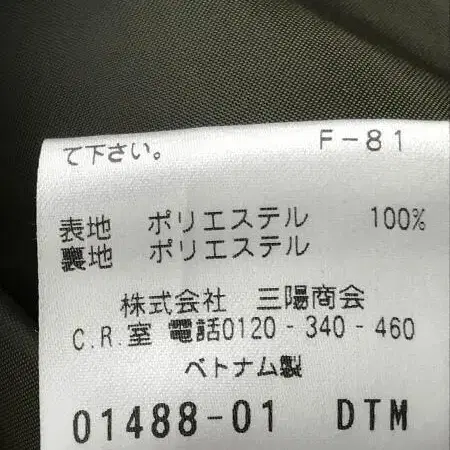 て下さい。 F-81
表地 ポリエステル 100%
裏地 ポリエステル
株式会社 三陽商会
C.R.室 電話0120-340-460
ベトナム製
01488-01 DTM